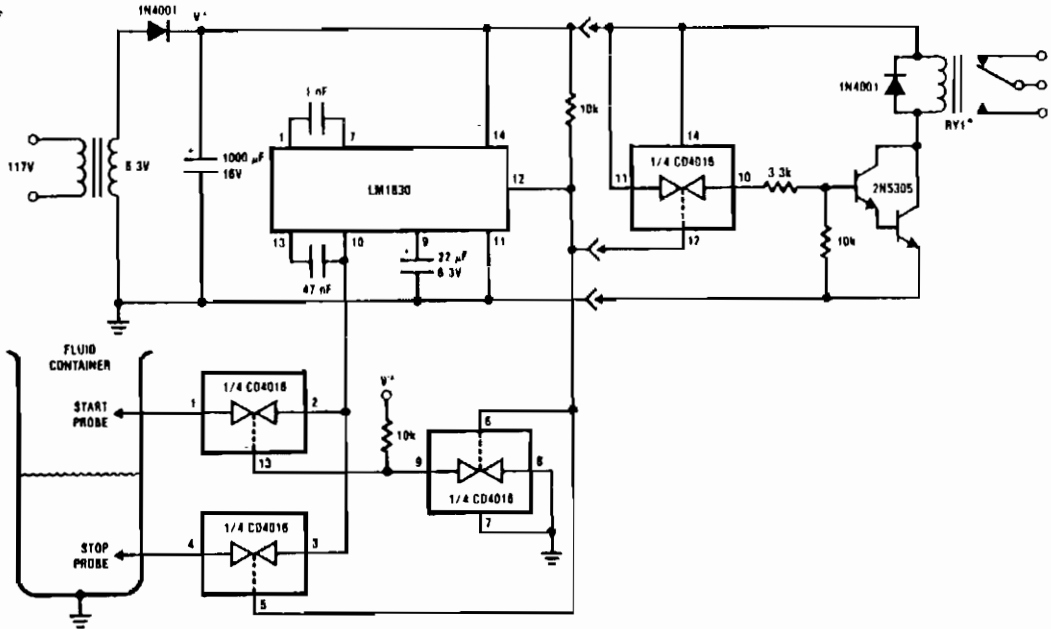 1N4001
V+
117V
6.3V
+
1000 μF
16V
1 nF
1
7
14
LM1830
12
13
10
9
11
47 nF
+
22 μF
6.3V
10k
14
1/4 CD4016
11
10
12
3.3k
10k
2N5305
1N4001
RY1*
FLUID
CONTAINER
START
PROBE
1/4 CD4016
1
2
13
V+
10k
6
9
8
1/4 CD4016
7
STOP
PROBE
1/4 CD4016
4
3
5